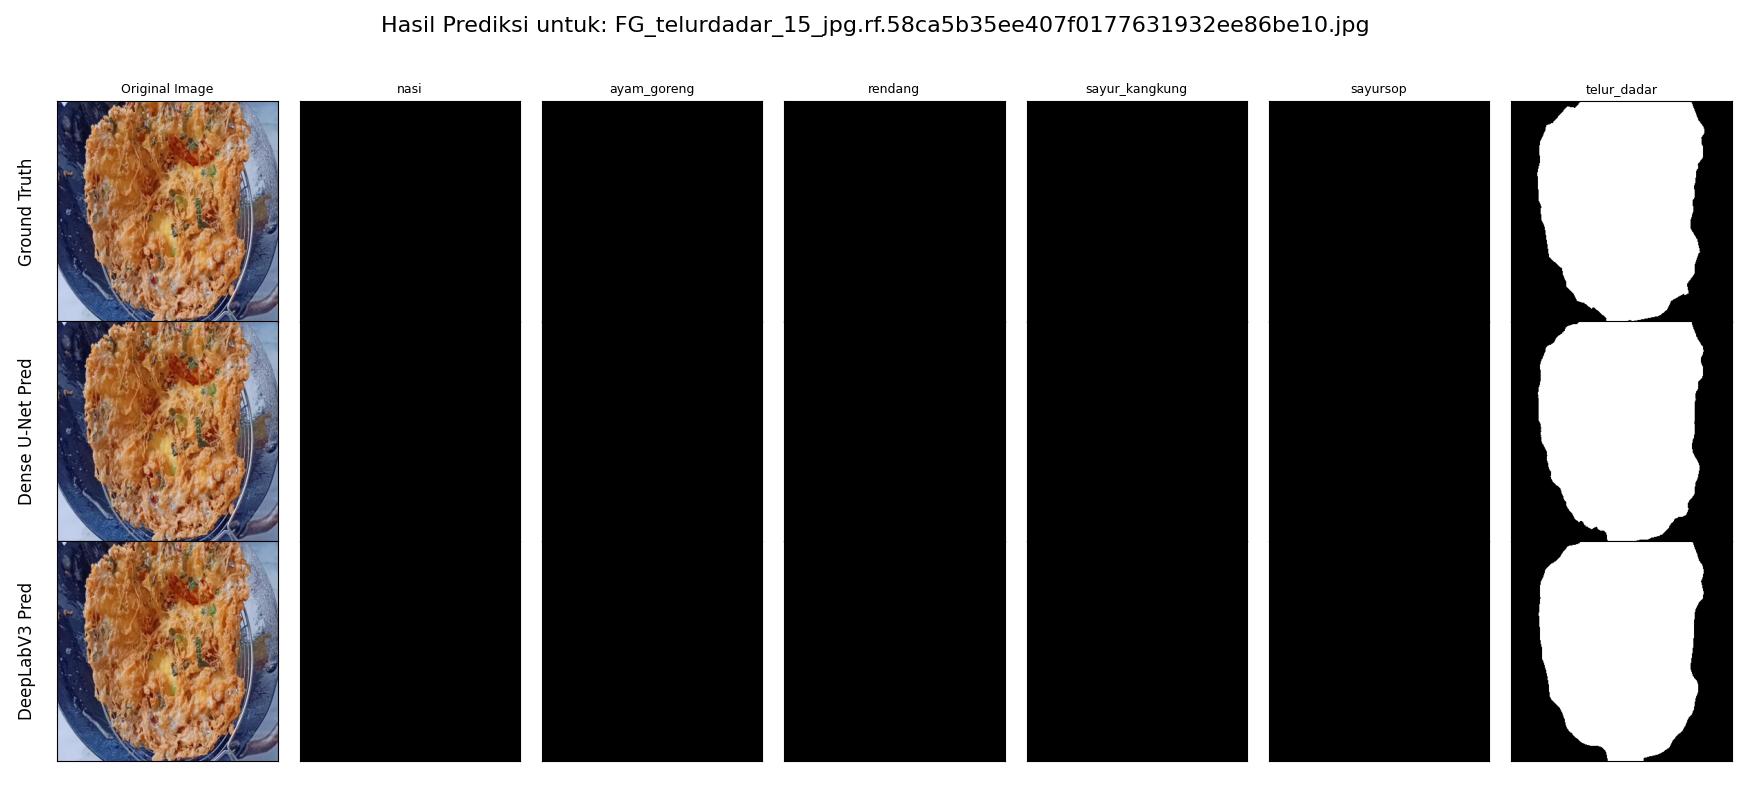 Hasil Prediksi untuk: FG_telurdadar_15_jpg.rf.58ca5b35ee407f0177631932ee86be10.jpg
Original Image
nasi
ayam_goreng
rendang
sayur_kangkung
sayursop
telur_dadar
Ground Truth
Dense U-Net Pred
DeepLabV3 Pred